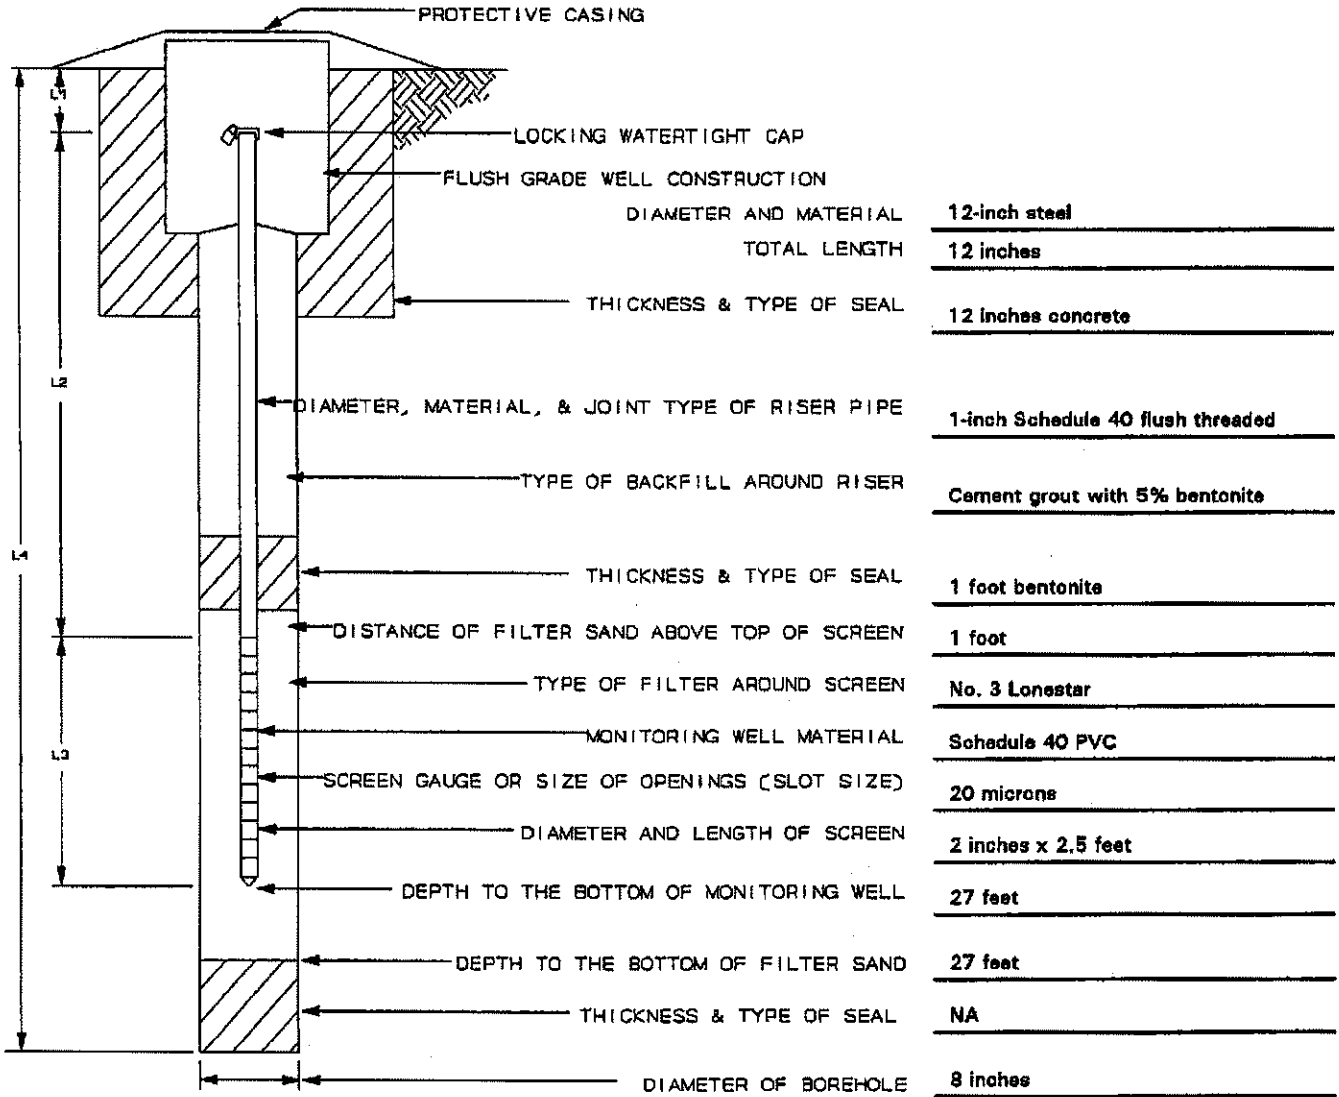 PROTECTIVE CASING
L1
LOCKING WATERTIGHT CAP
FLUSH GRADE WELL CONSTRUCTION
DIAMETER AND MATERIAL 12-inch steel
TOTAL LENGTH 12 inches
THICKNESS & TYPE OF SEAL 12 inches concrete
L2
DIAMETER, MATERIAL, & JOINT TYPE OF RISER PIPE 1-inch Schedule 40 flush threaded
TYPE OF BACKFILL AROUND RISER Cement grout with 5% bentonite
L4
THICKNESS & TYPE OF SEAL 1 foot bentonite
DISTANCE OF FILTER SAND ABOVE TOP OF SCREEN 1 foot
TYPE OF FILTER AROUND SCREEN No. 3 Lonestar
MONITORING WELL MATERIAL Schedule 40 PVC
L3
SCREEN GAUGE OR SIZE OF OPENINGS (SLOT SIZE) 20 microns
DIAMETER AND LENGTH OF SCREEN 2 inches x 2.5 feet
DEPTH TO THE BOTTOM OF MONITORING WELL 27 feet
DEPTH TO THE BOTTOM OF FILTER SAND 27 feet
THICKNESS & TYPE OF SEAL NA
DIAMETER OF BOREHOLE 8 inches